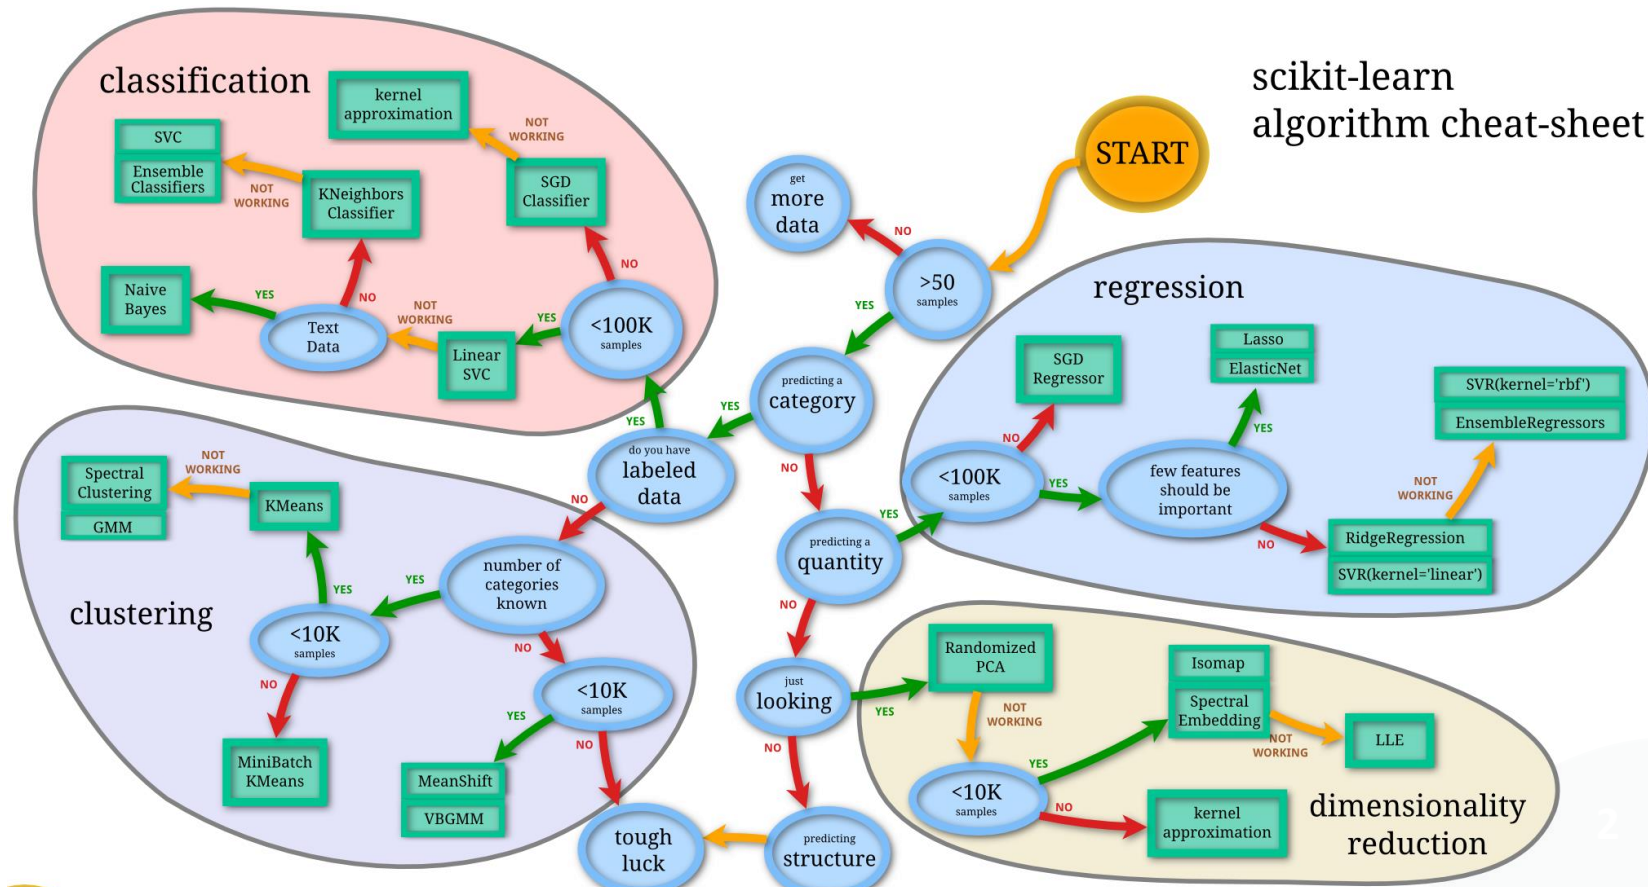 scikit-learn
algorithm cheat-sheet
START
>50
samples
NO
get
more
data
YES
predicting a
category
YES
do you have
labeled
data
YES
NO
classification
<100K
samples
NO
SGD
Classifier
NOT
WORKING
kernel
approximation
YES
Linear
SVC
NOT
WORKING
Text
Data
YES
Naive
Bayes
NO
KNeighbors
Classifier
NOT
WORKING
SVC
Ensemble
Classifiers
clustering
number of
categories
known
YES
<10K
samples
YES
KMeans
NOT
WORKING
Spectral
Clustering
GMM
NO
MiniBatch
KMeans
NO
<10K
samples
YES
MeanShift
VBGMM
NO
tough
luck
NO
predicting a
quantity
YES
regression
<100K
samples
NO
SGD
Regressor
YES
few features
should be
important
YES
Lasso
ElasticNet
NO
RidgeRegression
SVR(kernel='linear')
NOT
WORKING
SVR(kernel='rbf')
EnsembleRegressors
NO
just
looking
YES
Randomized
PCA
NOT
WORKING
<10K
samples
YES
Isomap
Spectral
Embedding
NOT
WORKING
LLE
NO
kernel
approximation
dimensionality
reduction
NO
predicting
structure
2